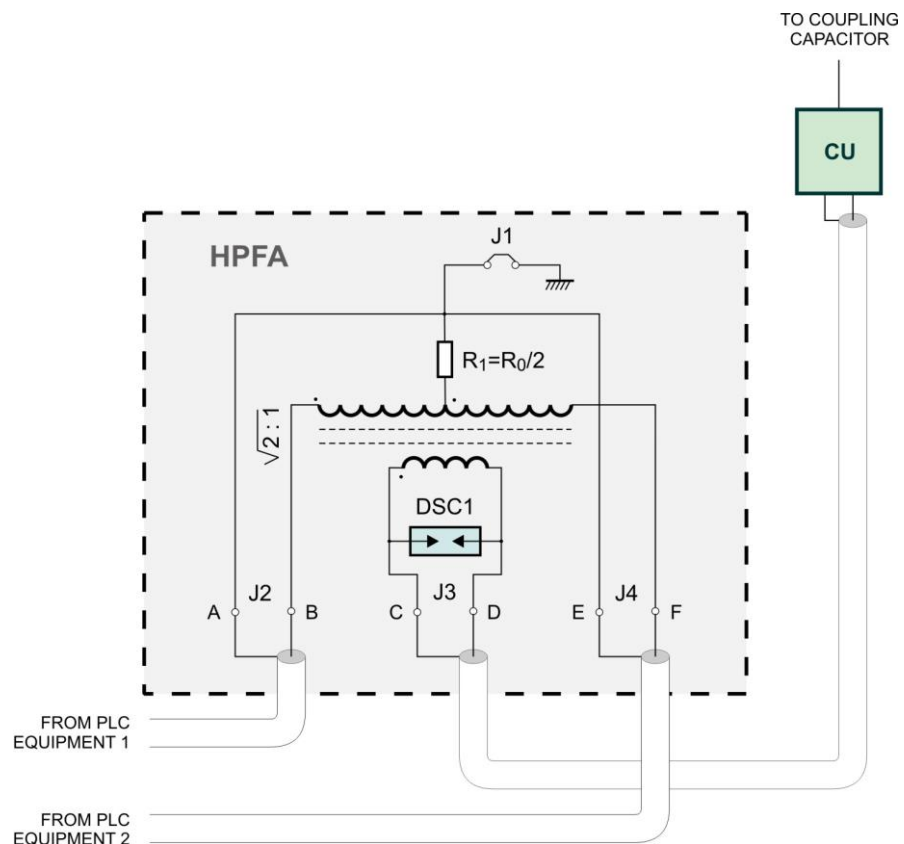 TO COUPLING
CAPACITOR
CU
HPFA
J1
R₁=R₀/2
√2 : 1
DSC1
J2
J3
J4
A
B
C
D
E
F
FROM PLC
EQUIPMENT 1
FROM PLC
EQUIPMENT 2